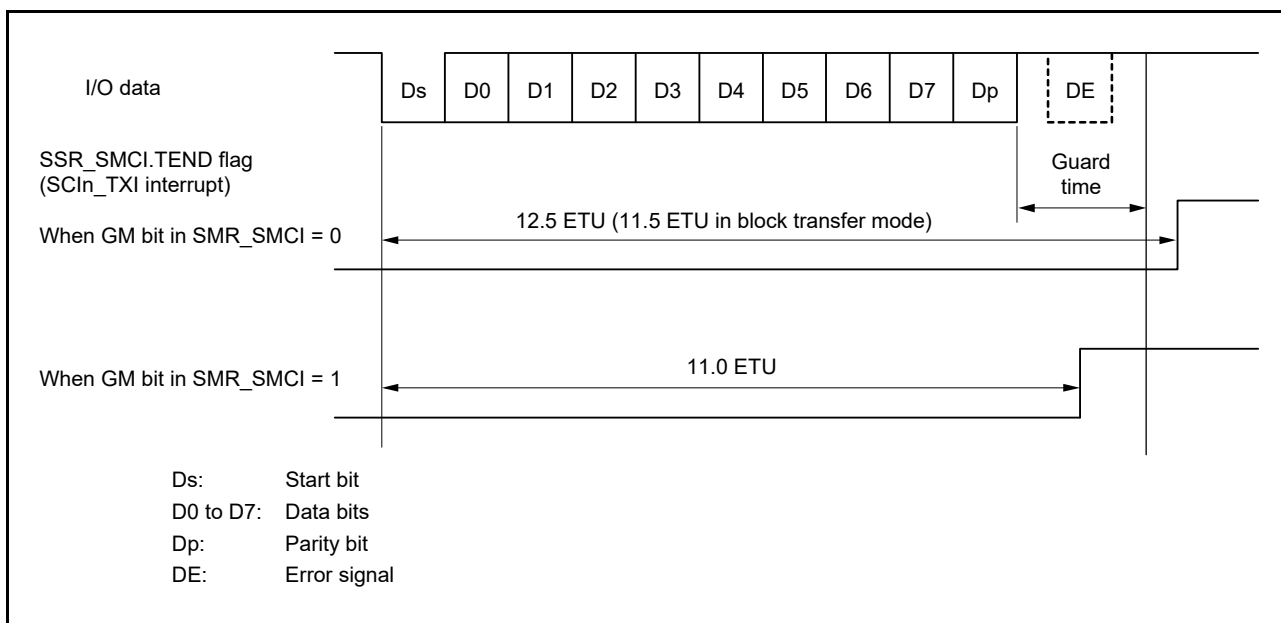 I/O data
Ds D0 D1 D2 D3 D4 D5 D6 D7 Dp DE
SSR_SMCI.TEND flag
(SCIn_TXI interrupt)
Guard
time
When GM bit in SMR_SMCI = 0
12.5 ETU (11.5 ETU in block transfer mode)
When GM bit in SMR_SMCI = 1
11.0 ETU
Ds: Start bit
D0 to D7: Data bits
Dp: Parity bit
DE: Error signal